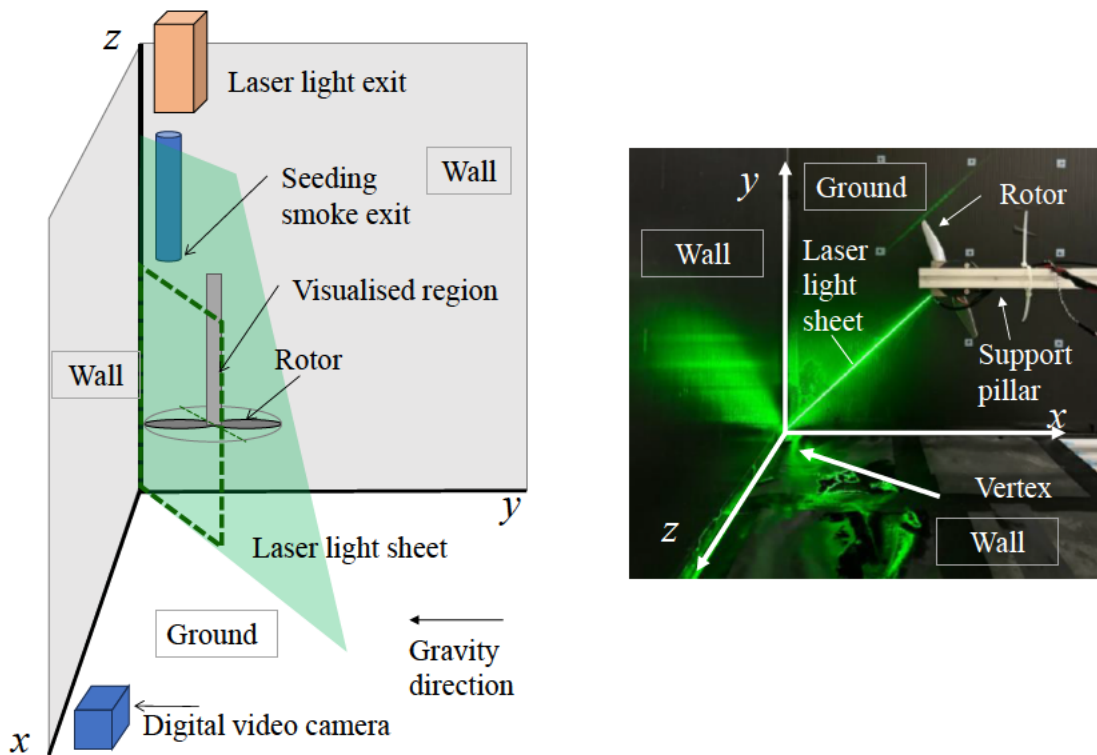 z
Laser light exit
Wall
Seeding
smoke exit
Visualised region
Wall
Rotor
y
Laser light sheet
Ground
Gravity
direction
x
Digital video camera
y
Ground
Rotor
Wall
Laser
light
sheet
Support
pillar
x
Vertex
z
Wall